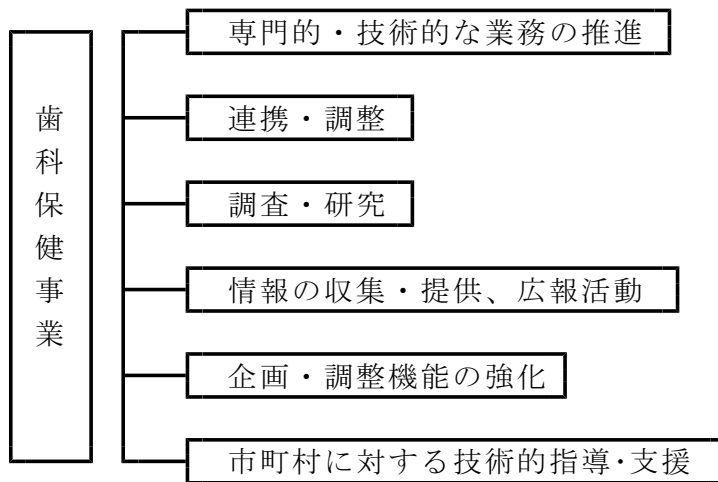 歯科保健事業
専門的・技術的な業務の推進
連携・調整
調査・研究
情報の収集・提供、広報活動
企画・調整機能の強化
市町村に対する技術的指導・支援